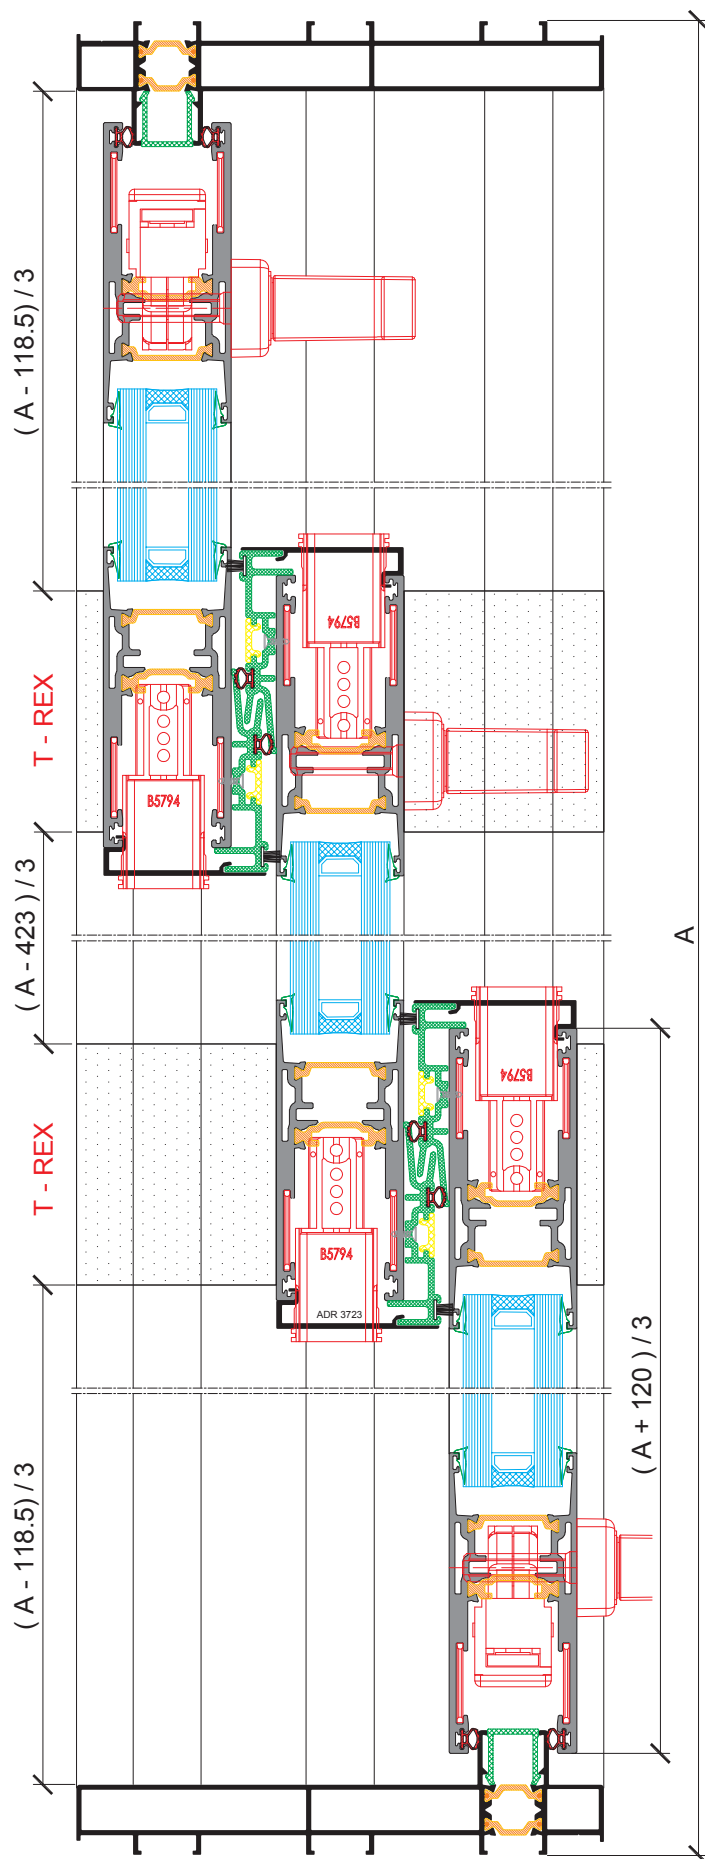 ( A - 118.5) / 3
B5794
T - REX
B5794
( A - 423 ) / 3
A
B5794
T - REX
B5794
ADR 3723
( A + 120 ) / 3
( A - 118.5) / 3